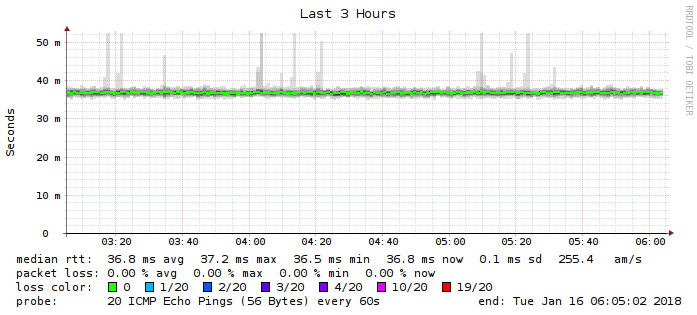 Last 3 Hours
RRDTOOL / TOBI OETIKER
Seconds
50 m
40 m
30 m
20 m
10 m
0
03:20 03:40 04:00 04:20 04:40 05:00 05:20 05:40 06:00
median rtt: 36.8 ms avg 37.2 ms max 36.5 ms min 36.8 ms now 0.1 ms sd 255.4 am/s
packet loss: 0.00 % avg 0.00 % max 0.00 % min 0.00 % now
loss color: 0 1/20 2/20 3/20 4/20 10/20 19/20
probe: 20 ICMP Echo Pings (56 Bytes) every 60s end: Tue Jan 16 06:05:02 2018